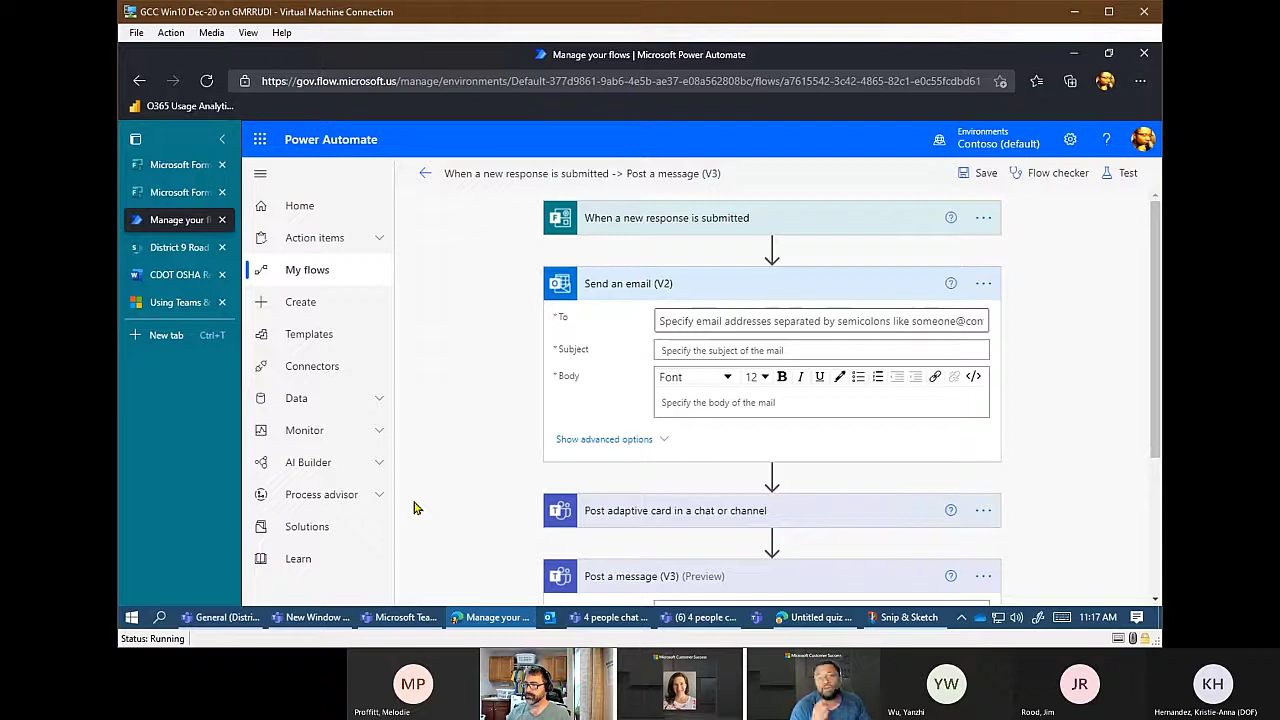 GCC Win10 Dec-20 on GMRRUDI - Virtual Machine Connection
File Action Media View Help
Manage your flows | Microsoft Power Automate
https://gov.flow.microsoft.us/manage/environments/Default-377d9861-9ab6-4e5b-ae37-e08a562808bc/flows/a7615542-3c42-4865-82c1-e0c55fcdbd61
O365 Usage Analyti...
Power Automate
Environments
Contoso (default)
Microsoft Form
Microsoft Form
Manage your fl
District 9 Road
CDOT OSHA R
Using Teams &
New tab Ctrl+T
Home
Action items
My flows
Create
Templates
Connectors
Data
Monitor
AI Builder
Process advisor
Solutions
Learn
When a new response is submitted -> Post a message (V3)
Save Flow checker Test
When a new response is submitted
Send an email (V2)
* To
Specify email addresses separated by semicolons like someone@con
* Subject
Specify the subject of the mail
* Body
Font 12 B I U </>
Specify the body of the mail
Show advanced options
Post adaptive card in a chat or channel
Post a message (V3) (Preview)
General (Distri... New Window ... Microsoft Tea... Manage your ... 4 people chat ... (6) 4 people c... Untitled quiz ... Snip & Sketch 11:17 AM
Status: Running
Microsoft Customer Success
Microsoft Customer Success
MP
YW
JR
KH
Proffitt, Melodie
Wu, Yanzhi
Rood, Jim
Hernandez, Kristie-Anna (DOF)